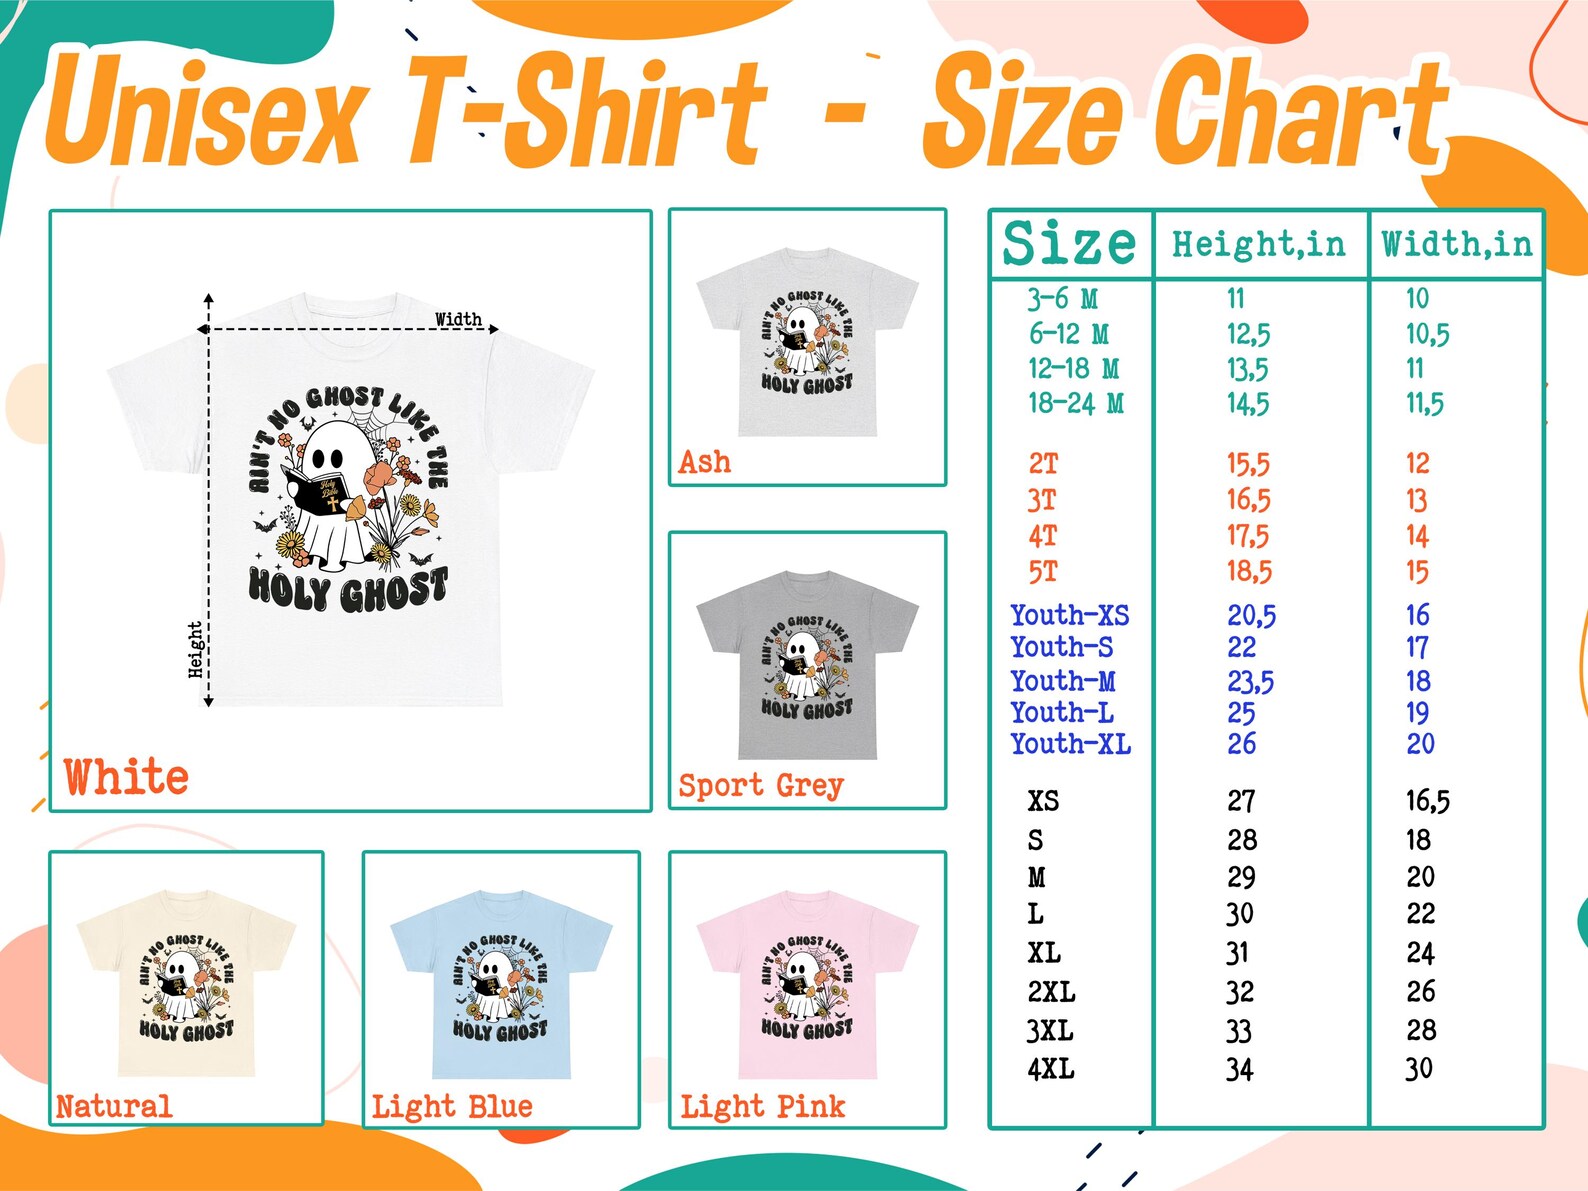 Unisex T-Shirt - Size Chart
Width
Height
AIN'T NO GHOST LIKE THE
Holy
Bible
HOLY GHOST
White
AIN'T NO GHOST LIKE THE
HOLY GHOST
Ash
AIN'T NO GHOST LIKE THE
HOLY GHOST
Sport Grey
AIN'T NO GHOST LIKE THE
HOLY GHOST
Natural
AIN'T NO GHOST LIKE THE
HOLY GHOST
Light Blue
AIN'T NO GHOST LIKE THE
HOLY GHOST
Light Pink
Size Height,in Width,in
3-6 M 11 10
6-12 M 12,5 10,5
12-18 M 13,5 11
18-24 M 14,5 11,5
2T 15,5 12
3T 16,5 13
4T 17,5 14
5T 18,5 15
Youth-XS 20,5 16
Youth-S 22 17
Youth-M 23,5 18
Youth-L 25 19
Youth-XL 26 20
XS 27 16,5
S 28 18
M 29 20
L 30 22
XL 31 24
2XL 32 26
3XL 33 28
4XL 34 30